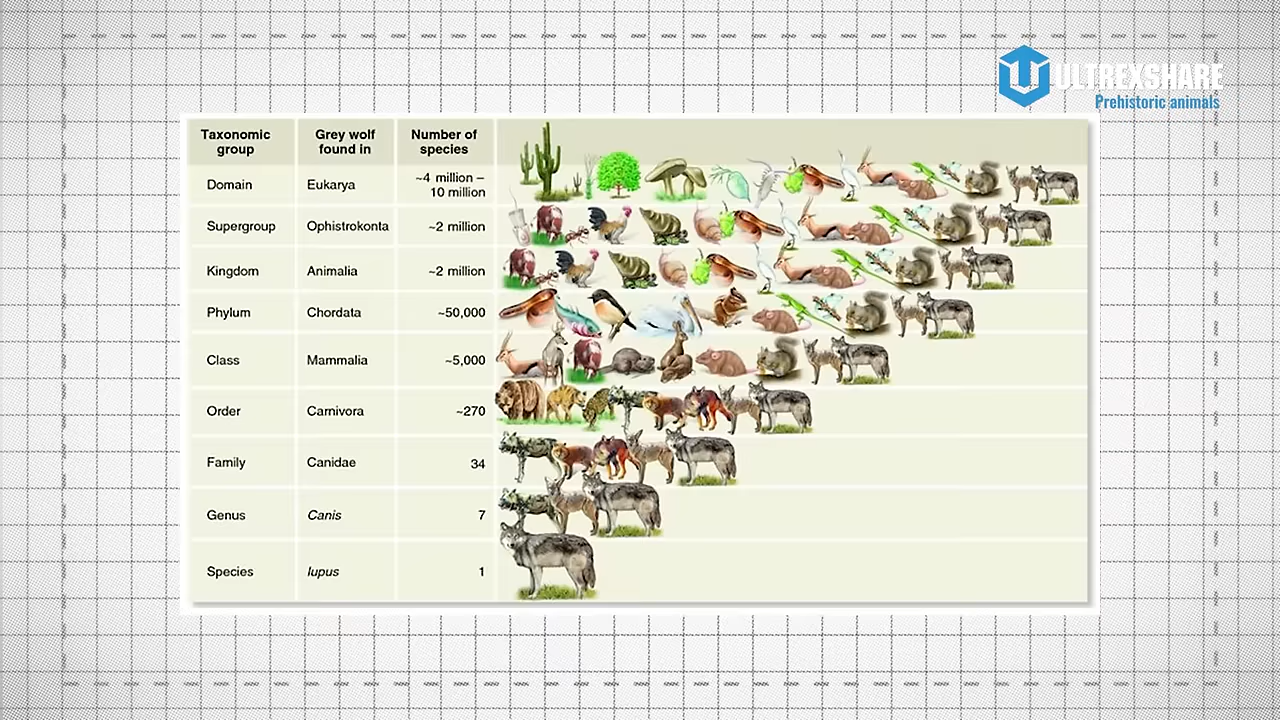 ULTREXSHARE
Prehistoric animals
Taxonomic group
Grey wolf found in
Number of species
Domain Eukarya ~4 million – 10 million
Supergroup Ophistrokonta ~2 million
Kingdom Animalia ~2 million
Phylum Chordata ~50,000
Class Mammalia ~5,000
Order Carnivora ~270
Family Canidae 34
Genus Canis 7
Species lupus 1